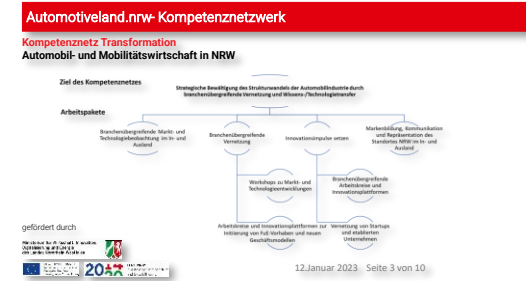 Automotiveland.nrw- Kompetenznetzwerk
Kompetenznetz Transformation
Automobil- und Mobilitätswirtschaft in NRW
Ziel des Kompetenznetzes
Strategische Bewältigung des Strukturwandels der Automobilindustrie durch
branchenübergreifende Vernetzung und Wissens-/Technologietransfer
Arbeitspakete
Branchenübergreifende Markt- und
Technologiebeobachtung im In- und
Ausland
Branchenübergreifende
Vernetzung
Innovationsimpulse setzen
Markenbildung, Kommunikation
und Repräsentation des
Standortes NRW im In- und
Ausland
Workshops zu Markt- und
Technologieentwicklungen
Branchenübergreifende
Arbeitskreise und
Innovationsplattformen
Arbeitskreise und Innovationsplattformen zur
Initiierung von FuE-Vorhaben und neuen
Geschäftsmodellen
Vernetzung von Startups
und etablierten
Unternehmen
gefördert durch
12.Januar 2023 Seite 3 von 10